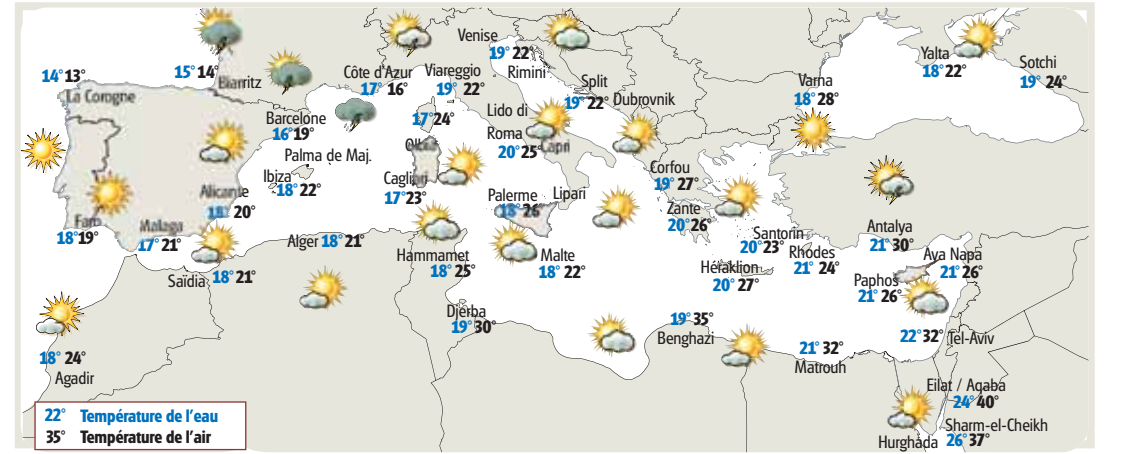 Venise
19° 22°
Rimini
Yalta
18° 22°
Sotchi
19° 24°
14° 13°
La Corogne
15° 14°
Biarritz
Côte d'Azur
17° 16°
Viareggio
19° 22°
Split
19° 22°
Dubrovnik
Varna
18° 28°
Barcelone
16° 19°
17° 24°
Lido di
Roma
20° 25°
Capri
Palma de Maj.
Ibiza
18° 22°
Cagliari
17° 23°
Corfou
19° 27°
Alicante
18° 20°
Palerme
18° 26°
Lipari
Zante
20° 26°
Faro
18° 19°
Malaga
17° 21°
Alger 18° 21°
Santorin
20° 23°
Antalya
21° 30°
Hammamet
18° 25°
Malte
18° 22°
Rhodes
21° 24°
Aya Napa
21° 26°
Saïdia 18° 21°
Héraklion
20° 27°
Paphos
21° 26°
Djerba
19° 30°
19° 35°
Benghazi
22° 32° Tel-Aviv
18° 24°
Agadir
21° 32°
Matrouh
Eilat / Aqaba
24° 40°
Sharm-el-Cheikh
26° 37°
Hurghada
22° Température de l'eau
35° Température de l'air